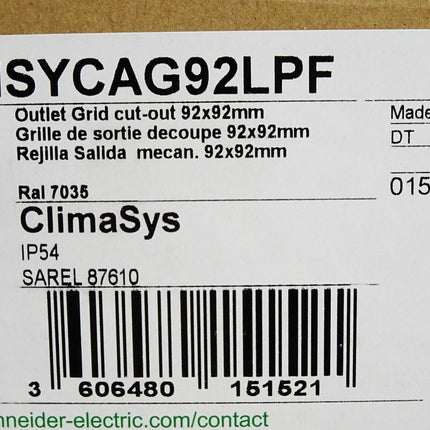 SYCAG92LPF
Outlet Grid cut-out 92x92mm
Grille de sortie decoupe 92x92mm
Rejilla Salida mecan. 92x92mm
Made
DT
Ral 7035
015
ClimaSys
IP54
SAREL 87610
3 606480 151521
hneider-electric.com/contact